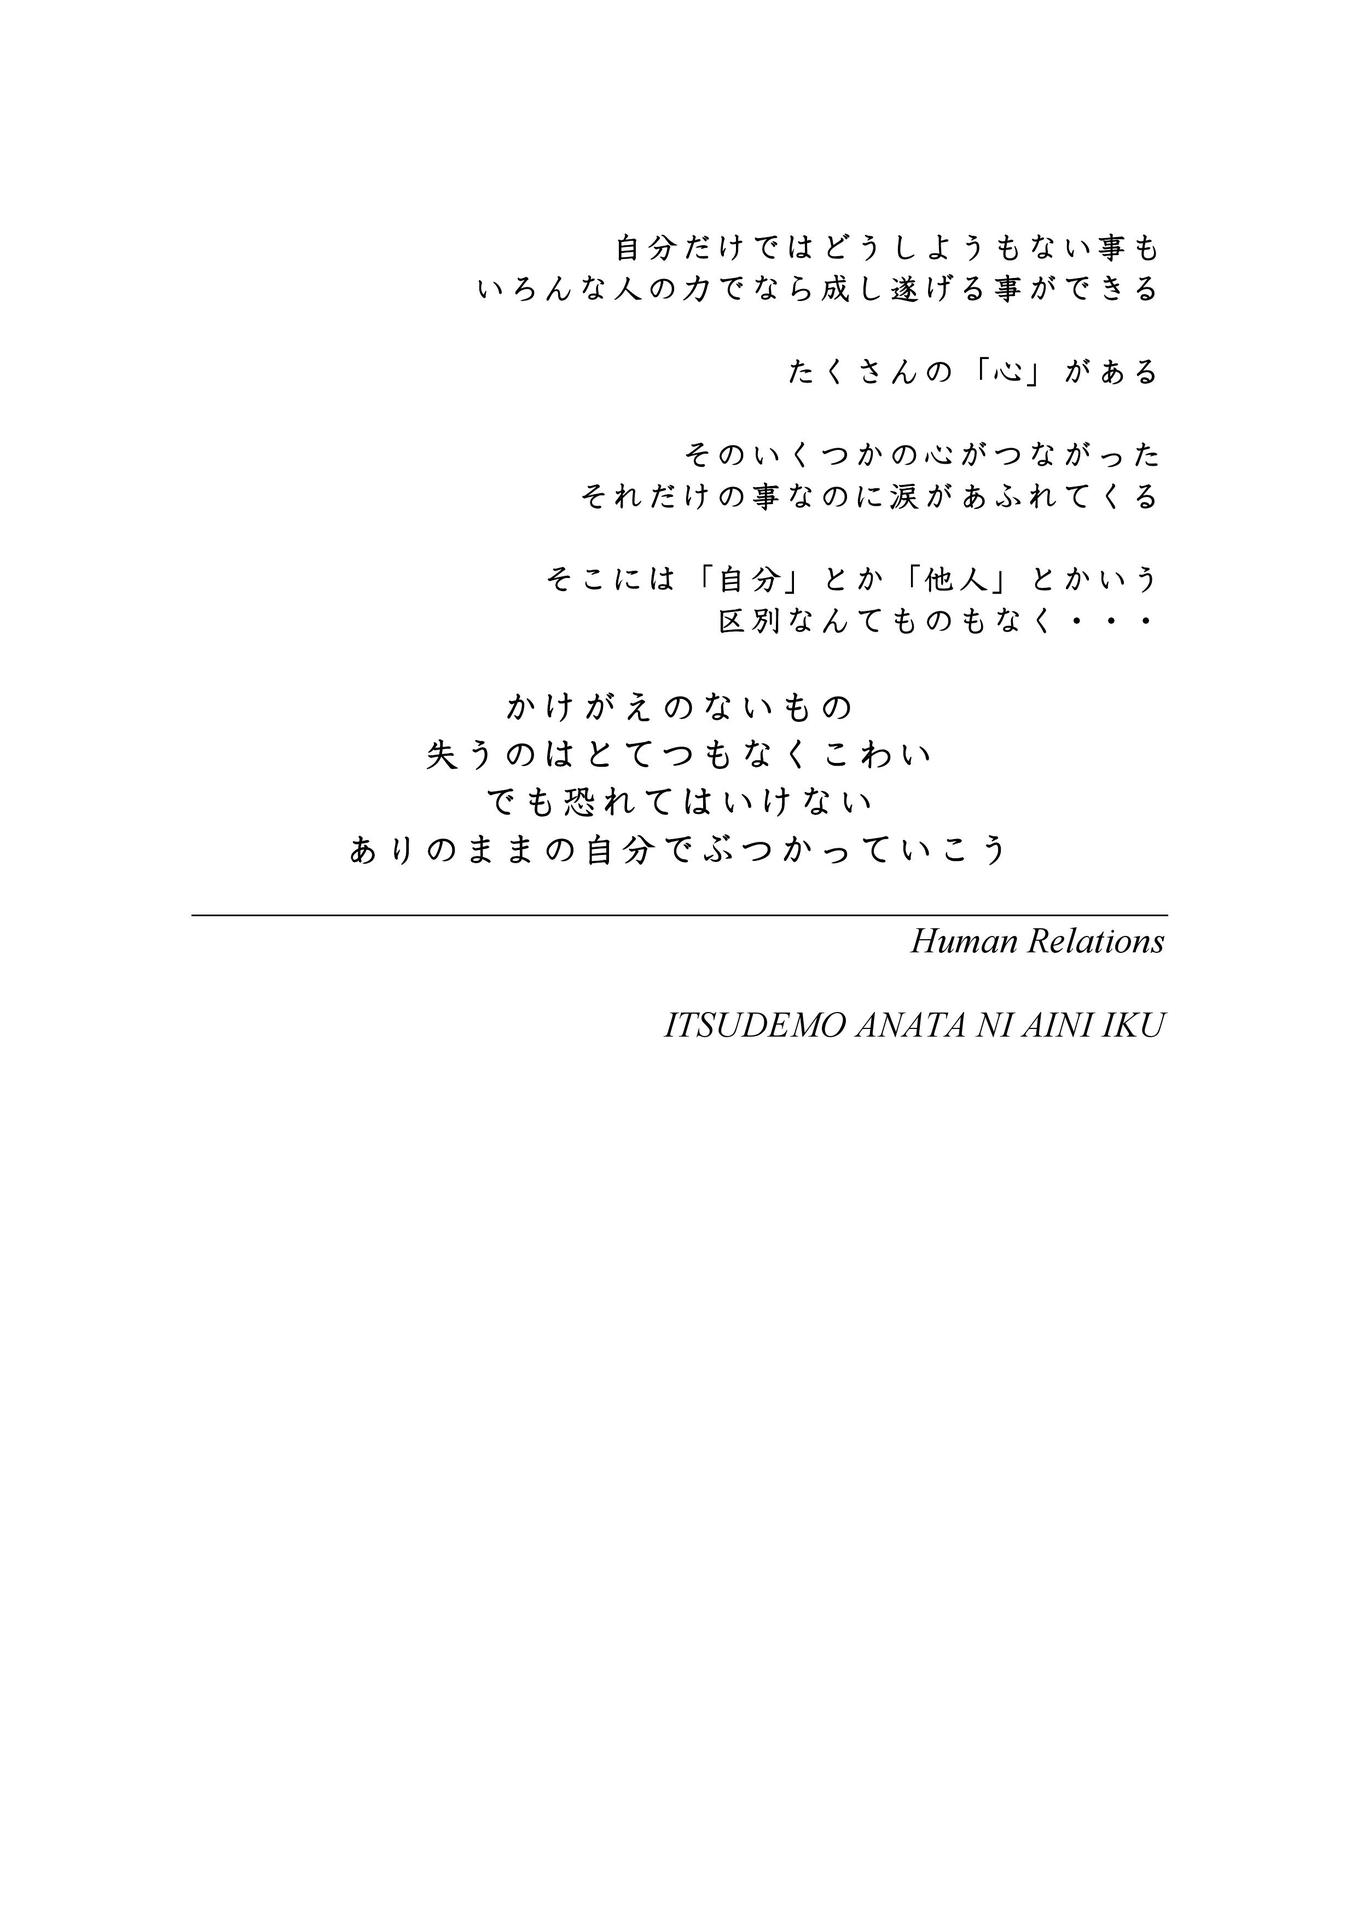 自分だけではどうしようもない事も
いろんな人の力でなら成し遂げる事ができる
たくさんの「心」がある
そのいくつかの心がつながった
それだけの事なのに涙があふれてくる
そこには「自分」とか「他人」とかいう
区別なんてものもなく・・・
かけがえのないもの
失うのはとてつもなくこわい
でも恐れてはいけない
ありのままの自分でぶつかっていこう
Human Relations
ITSUDEMO ANATA NI AINI IKU